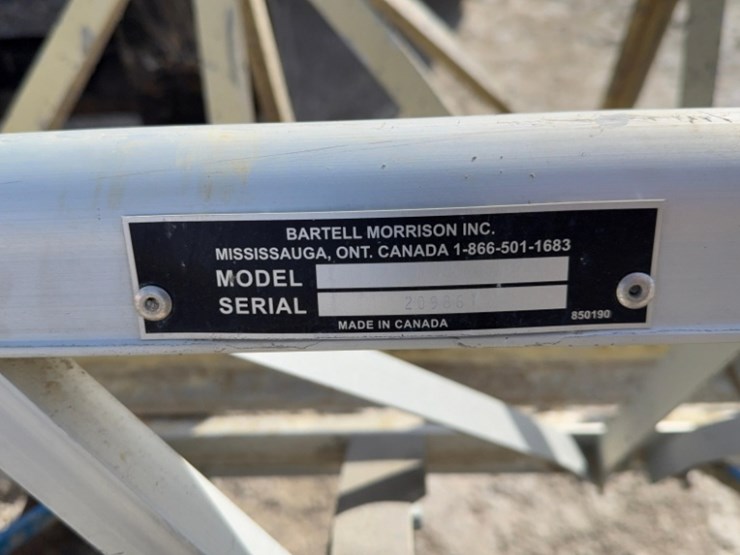 BARTELL MORRISON INC.
MISSISSAUGA, ONT. CANADA 1-866-501-1683
MODEL
SERIAL
MADE IN CANADA
850190